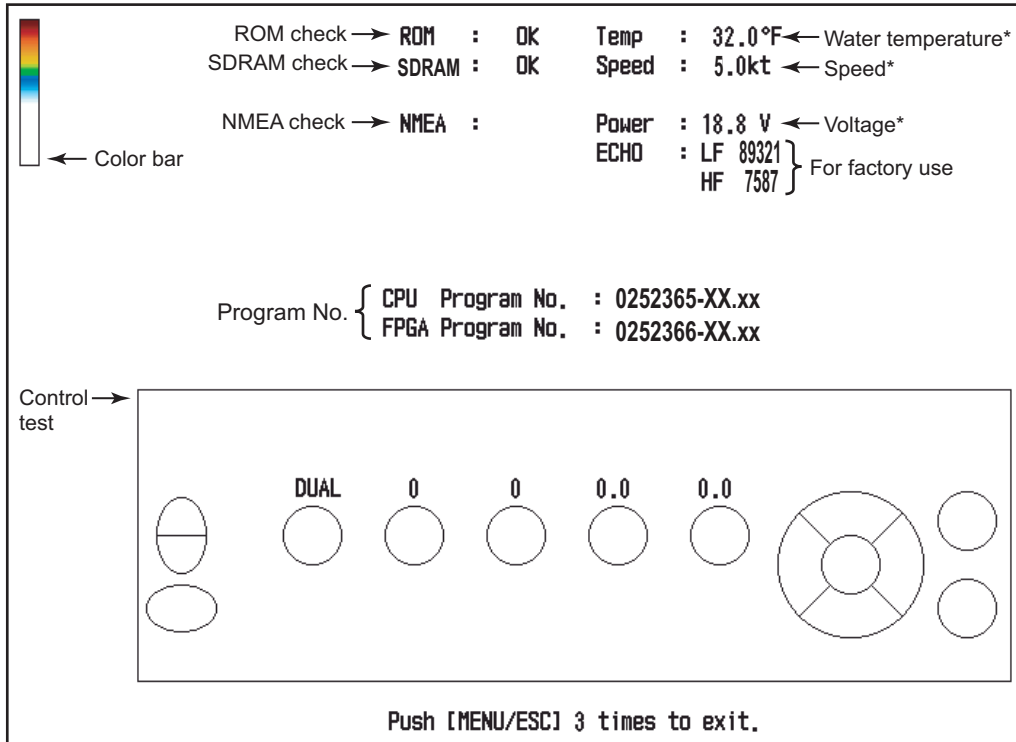 ROM check → ROM : OK Temp : 32.0°F ← Water temperature*
SDRAM check → SDRAM : OK Speed : 5.0kt ← Speed*
NMEA check → NMEA : Power : 18.8 V ← Voltage*
← Color bar
ECHO : LF 89321
HF 7587
For factory use
Program No.
CPU Program No. : 0252365-XX.xx
FPGA Program No. : 0252366-XX.xx
Control → test
DUAL 0 0 0.0 0.0
Push [MENU/ESC] 3 times to exit.